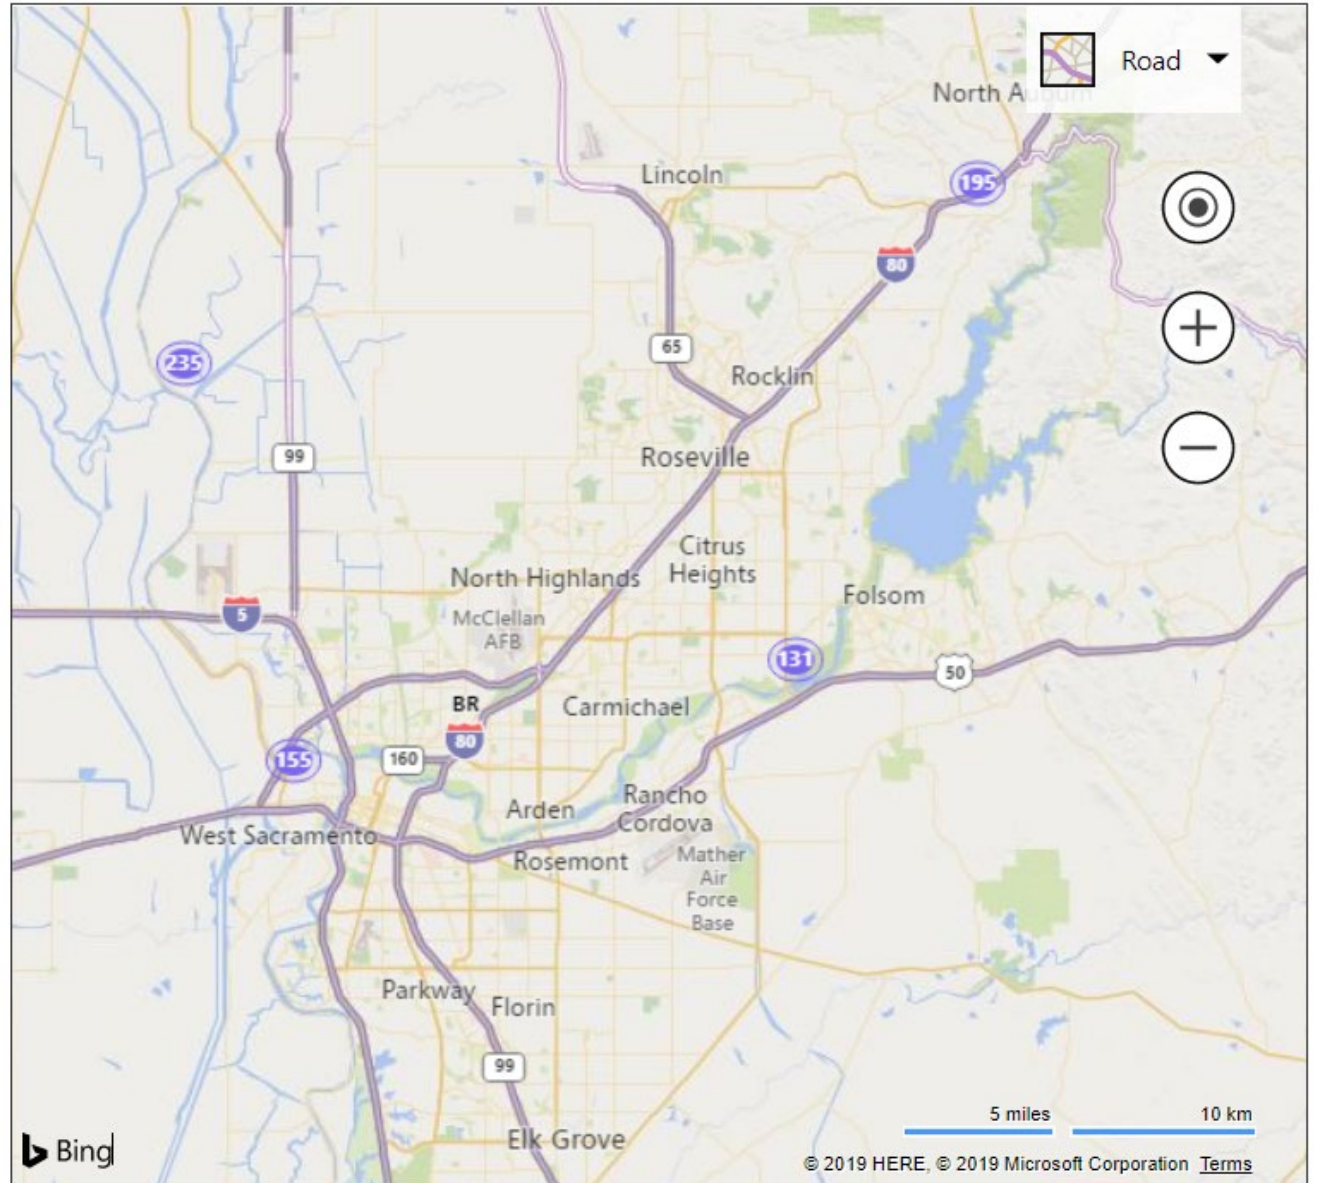 Road
North Auburn
195
Lincoln
80
65
235
Rocklin
99
Roseville
Citrus
Heights
North Highlands
Folsom
5
McClellan
AFB
131
50
BR
80
Carmichael
160
155
Rancho
Cordova
Arden
West Sacramento
Rosemont
Mather
Air
Force
Base
Parkway
Florin
99
Elk Grove
5 miles
10 km
Bing
© 2019 HERE, © 2019 Microsoft Corporation Terms